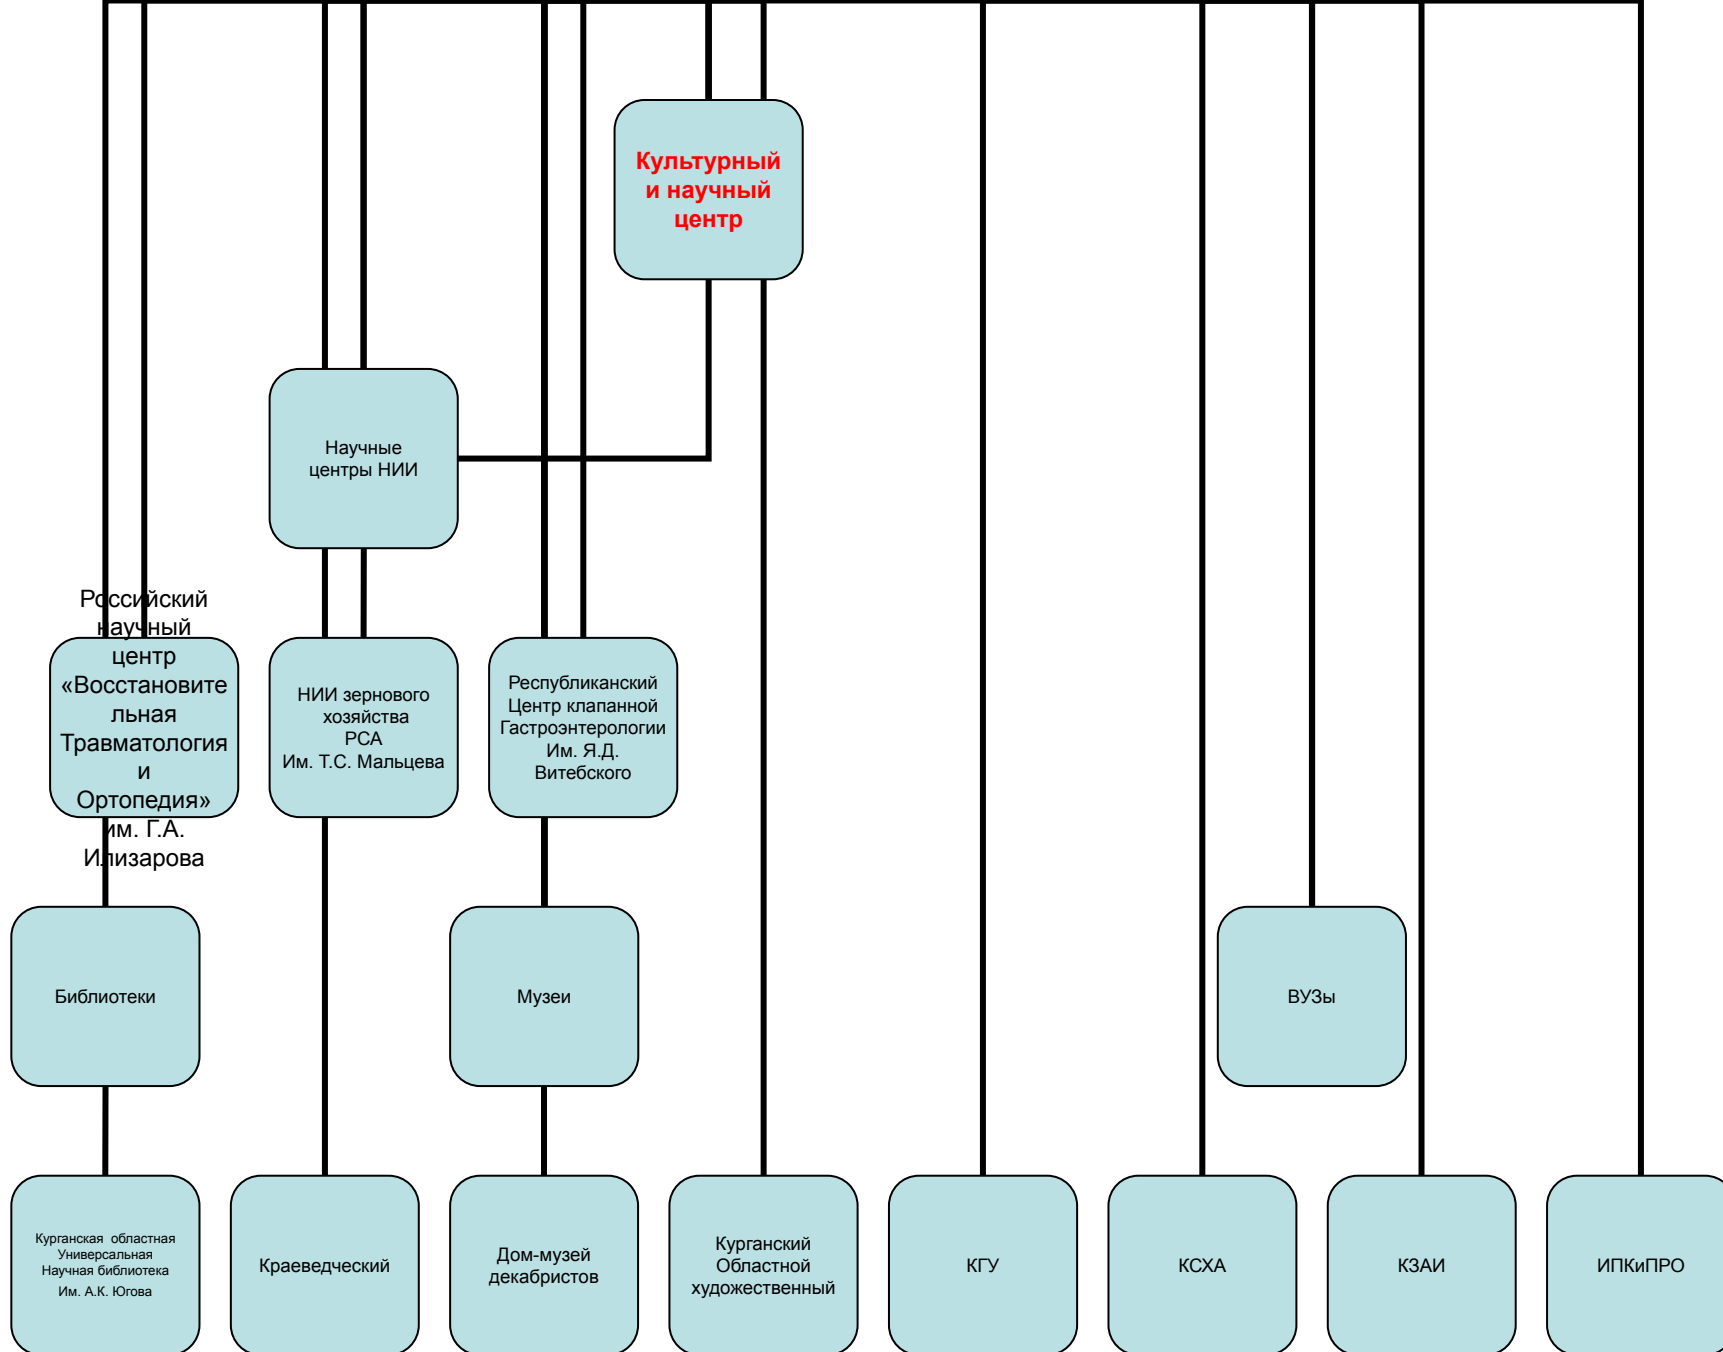 Культурный
и научный
центр
Научные
центры НИИ
Российский
научный
центр
«Восстановите
льная
Травматология
и
Ортопедия»
им. Г.А.
Илизарова
НИИ зернового
хозяйства
РСА
Им. Т.С. Мальцева
Республиканский
Центр клапанной
Гастроэнтерологии
Им. Я.Д.
Витебского
Библиотеки
Музеи
ВУЗы
Курганская областная
Универсальная
Научная библиотека
Им. А.К. Югова
Краеведческий
Дом-музей
декабристов
Курганский
Областной
художественный
КГУ
КСХА
КЗАИ
ИПКиПРО